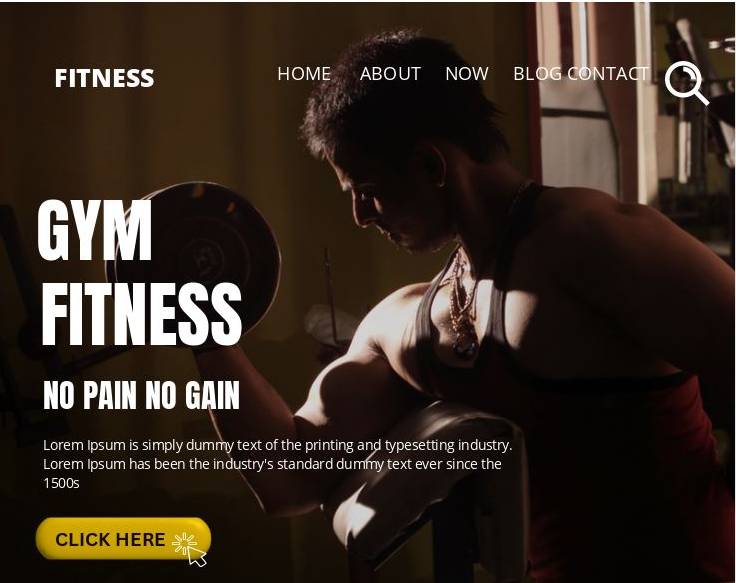 FITNESS
HOME ABOUT NOW BLOG CONTACT
GYM
FITNESS
NO PAIN NO GAIN
Lorem Ipsum is simply dummy text of the printing and typesetting industry.
Lorem Ipsum has been the industry's standard dummy text ever since the
1500s
CLICK HERE